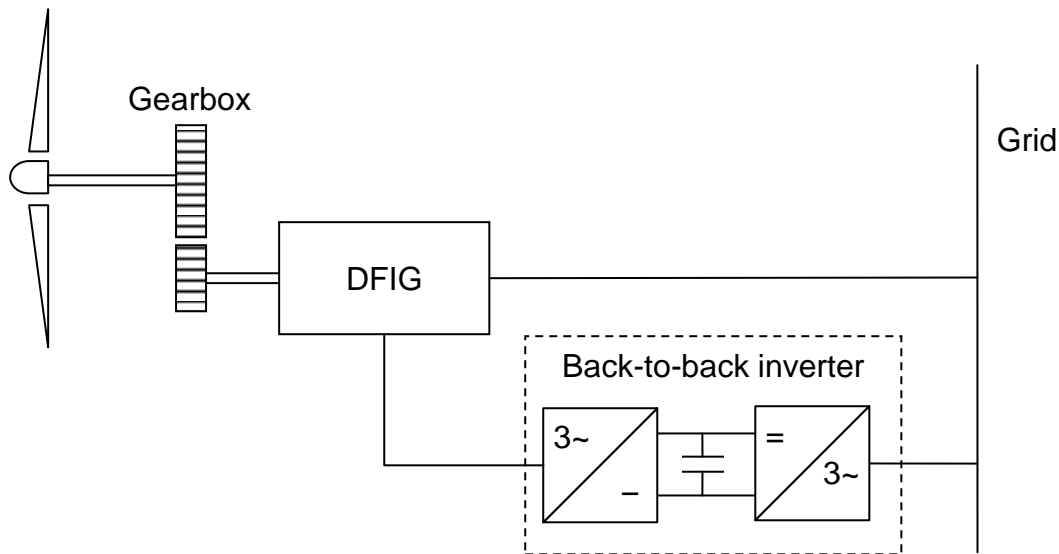 Gearbox
Grid
DFIG
Back-to-back inverter
3~
=
–
3~